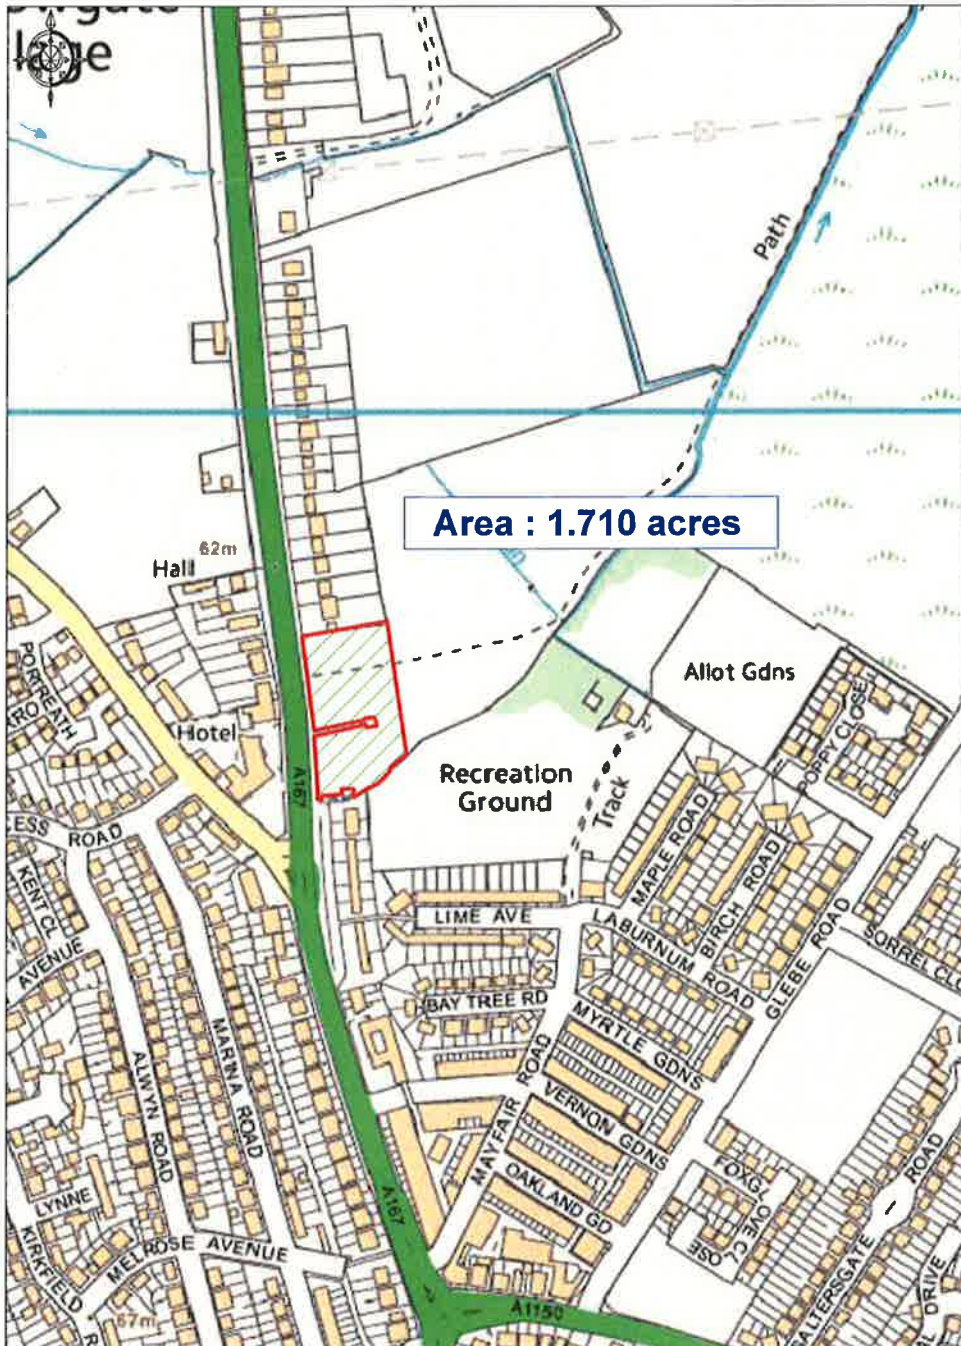 Path
Area : 1.710 acres
62m
Hall
Allot Gdns
PORTREATH
POPPY CLOSE
Hotel
A167
Recreation
Ground
Track
MAPLE ROAD
BIRCH ROAD
ROAD
KENT CL
AVENUE
LIME AVE
LABURNUM ROAD
GLEBE ROAD
SORREL CLO
BAY TREE RD
MYRTLE GDNS
MARINA ROAD
ALWYN ROAD
MAYFAIR ROAD
VERNON GDNS
OAKLAND GD
FOXGLOVE CL
CLOSE
LYNNE
KIRKFIELD R
MELROSE AVENUE
A167
SALTERSGATE ROAD
DRIVE
67m
A1150